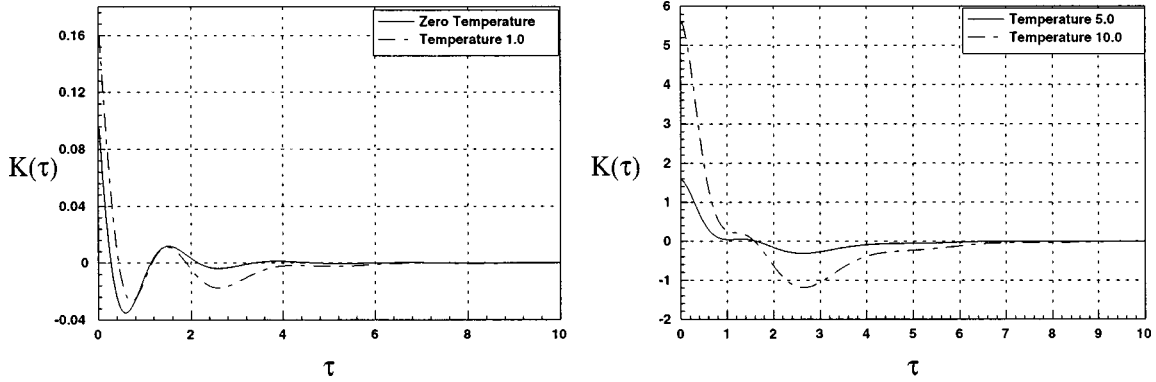 Zero Temperature
Temperature 1.0
0.16
0.12
0.08
K(τ)
0.04
0
-0.04
0 2 4 6 8 10
τ
Temperature 5.0
Temperature 10.0
6
5
4
3
2
K(τ)
1
0
-1
-2
0 1 2 3 4 5 6 7 8 9 10
τ